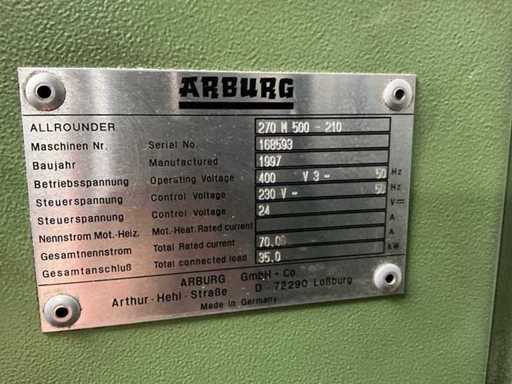 ARBURG
ALLROUNDER 270 M 500 - 210
Maschinen Nr. Serial No. 168593
Baujahr Manufactured 1997
Betriebsspannung Operating Voltage 400 V 3~ 50 Hz
Steuerspannung Control Voltage 230 V ~ 50 Hz
Steuerspannung Control Voltage 24 V
Nennstrom Mot.-Heiz. Mot.-Heat. Rated current A
Gesamtnennstrom Total Rated current 70.00 A
Gesamtanschluß Total connected load 35.0 kW
ARBURG GmbH + Co
Arthur-Hehl-Straße D - 72290 Loßburg
Made in Germany